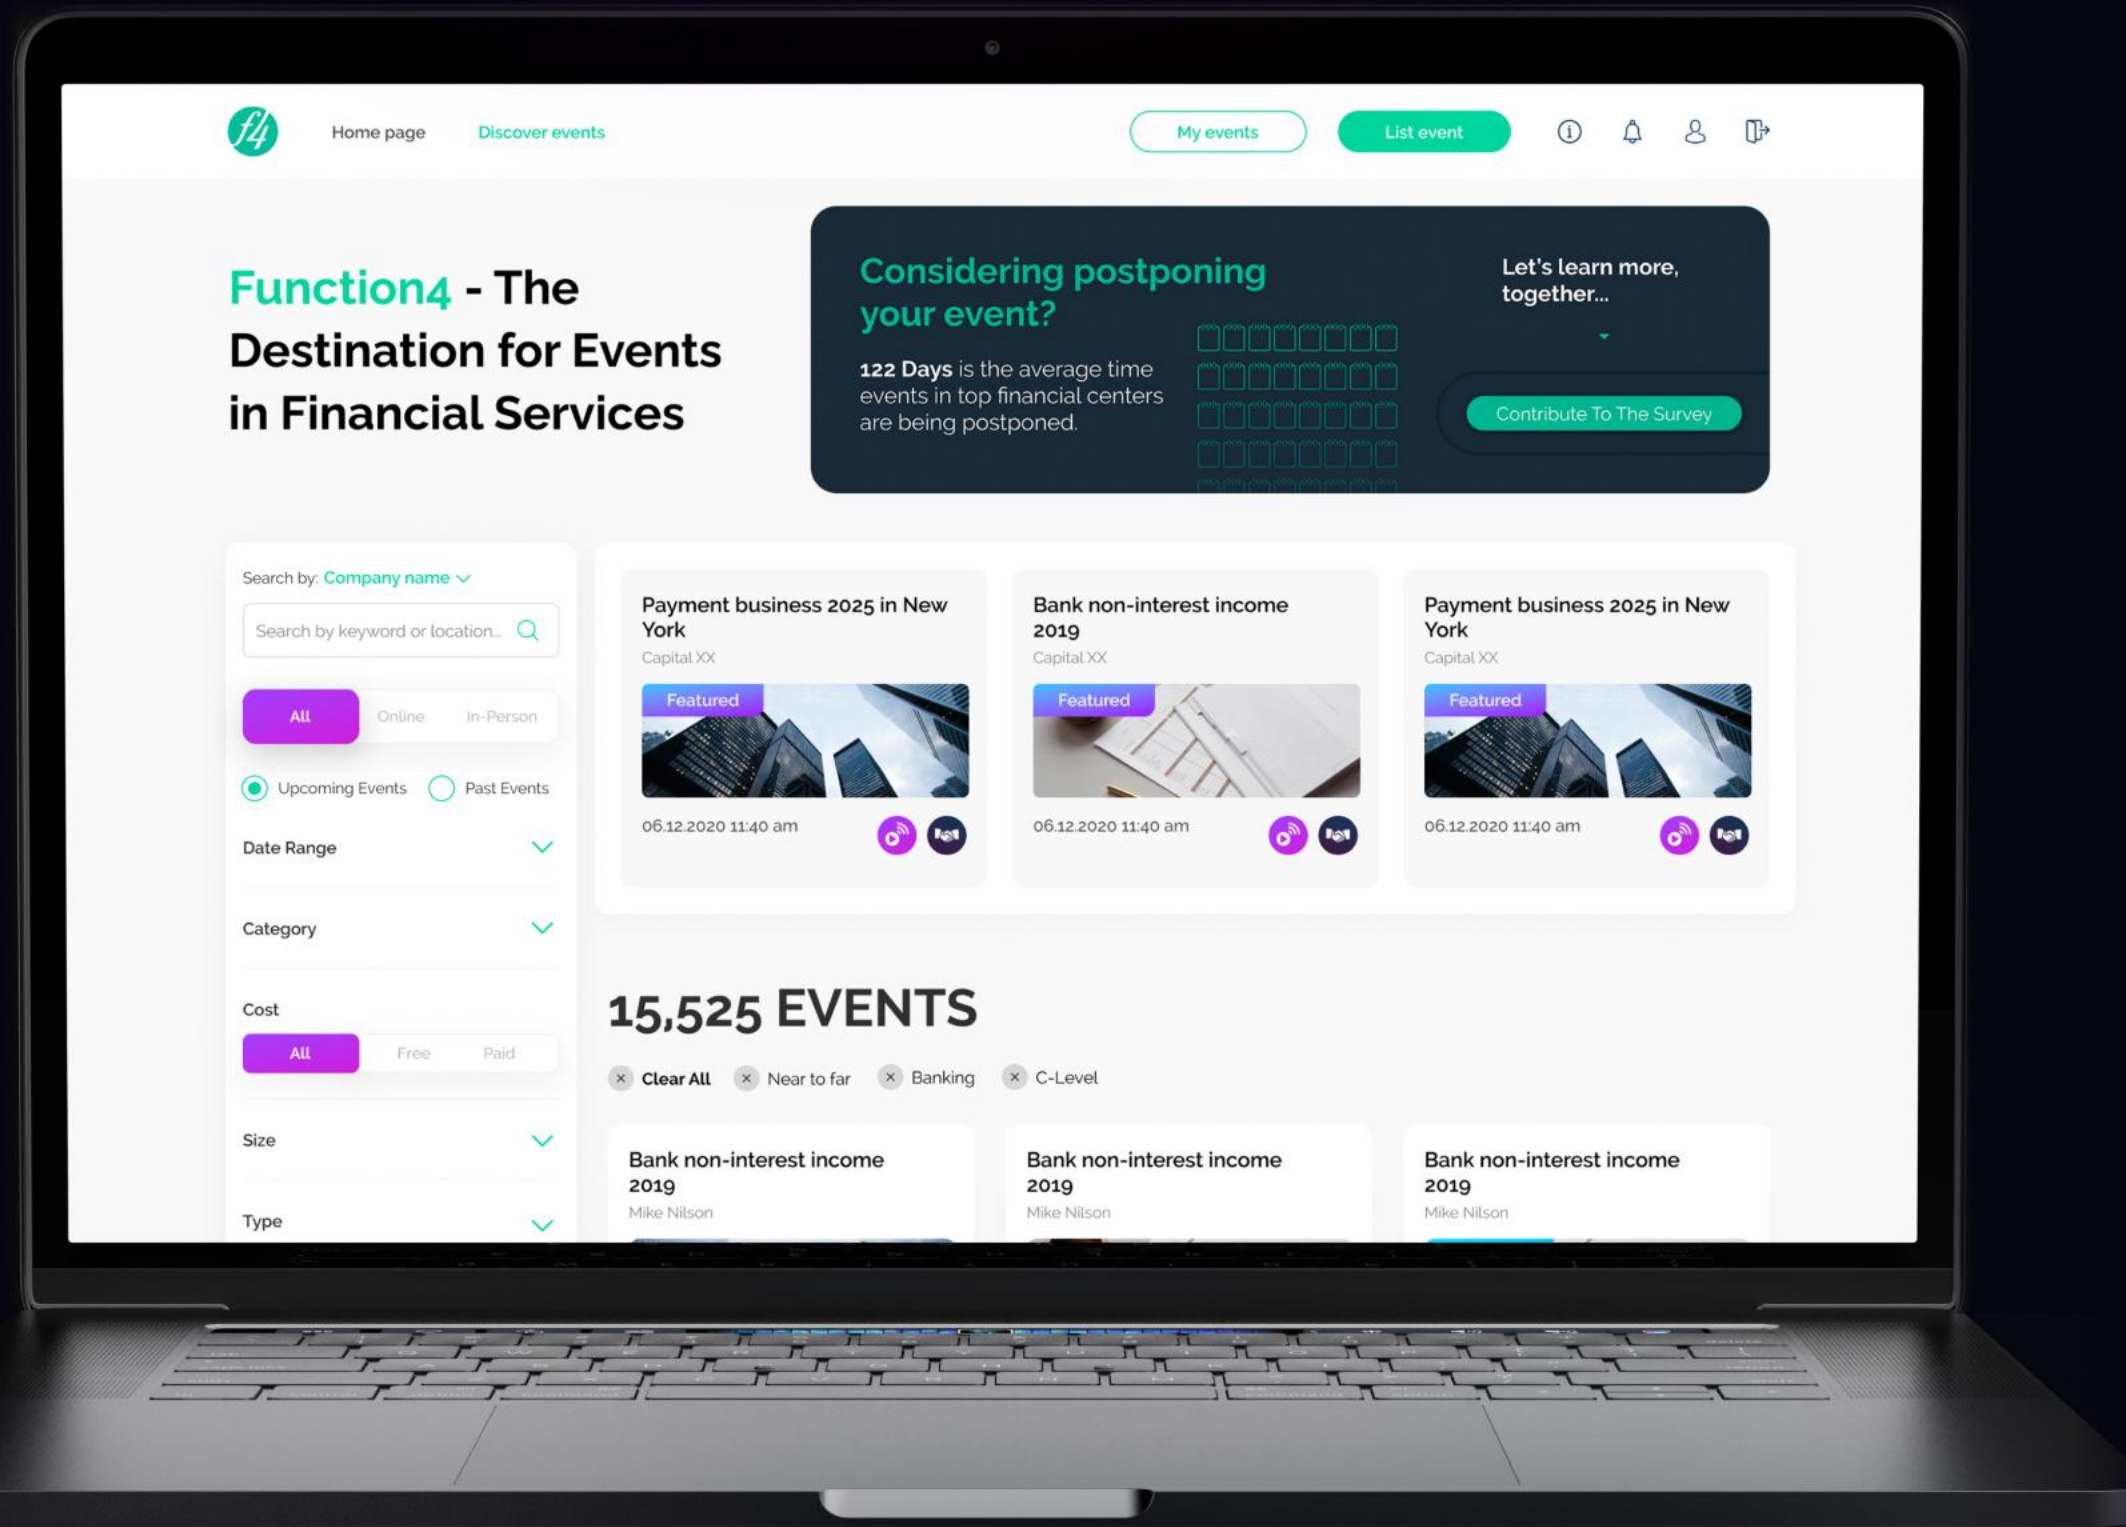 f4
Home page
Discover events
My events
List event
Function4 - The
Destination for Events
in Financial Services
Considering postponing
your event?
122 Days is the average time
events in top financial centers
are being postponed.
Let's learn more,
together...
Contribute To The Survey
Search by: Company name
Search by keyword or location...
All
Online
In-Person
Upcoming Events
Past Events
Date Range
Category
Cost
All
Free
Paid
Size
Type
Payment business 2025 in New
York
Capital XX
Featured
06.12.2020 11:40 am
Bank non-interest income
2019
Capital XX
Featured
06.12.2020 11:40 am
Payment business 2025 in New
York
Capital XX
Featured
06.12.2020 11:40 am
15,525 EVENTS
Clear All
Near to far
Banking
C-Level
Bank non-interest income
2019
Mike Nilson
Bank non-interest income
2019
Mike Nilson
Bank non-interest income
2019
Mike Nilson